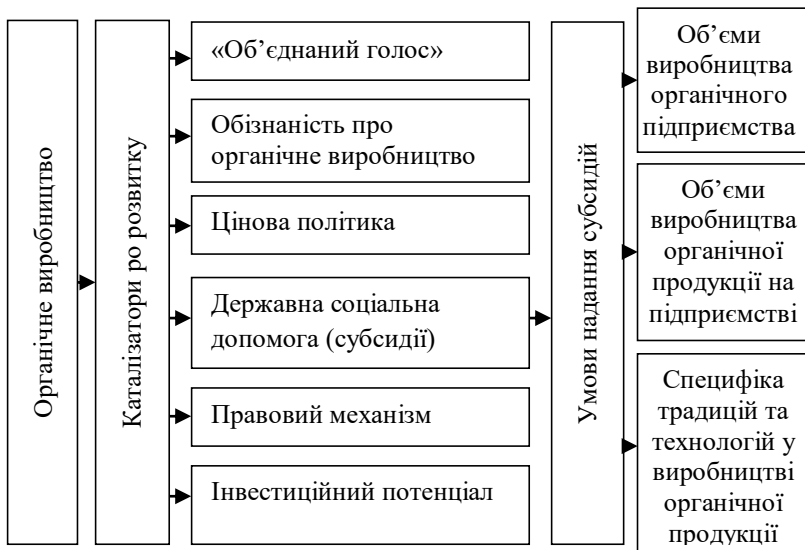 Органічне виробництво
Каталізатори ро розвитку
«Об’єднаний голос»
Обізнаність про
органічне виробництво
Цінова політика
Державна соціальна
допомога (субсидії)
Правовий механізм
Інвестиційний потенціал
Умови надання субсидій
Об’єми
виробництва
органічного
підприємства
Об’єми
виробництва
органічної
продукції на
підприємстві
Специфіка
традицій та
технологій у
виробництві
органічної
продукції